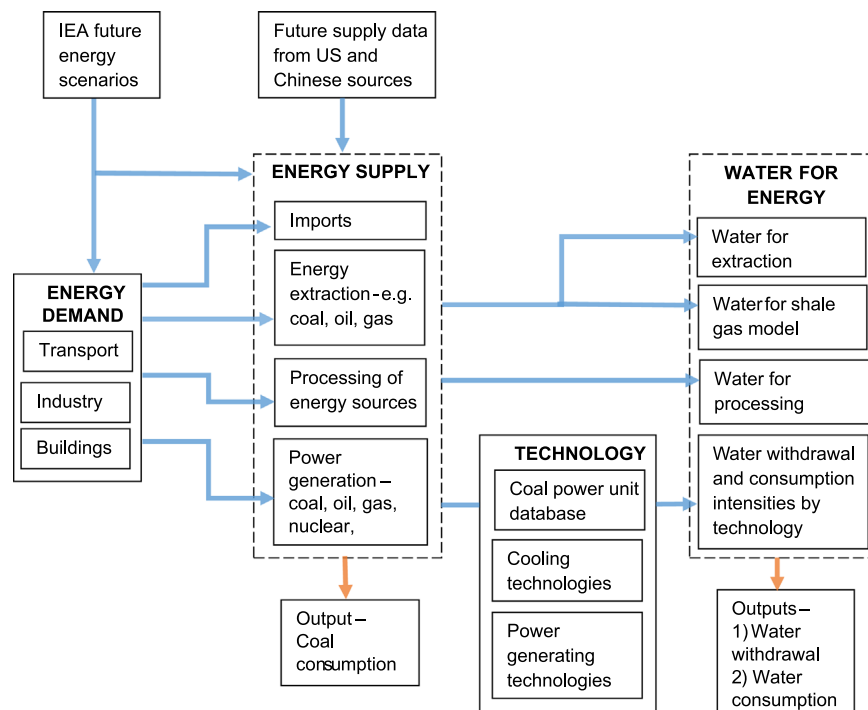 IEA future
energy
scenarios
Future supply data
from US and
Chinese sources
ENERGY SUPPLY
Imports
Energy
extraction-e.g.
coal, oil, gas
Processing of
energy sources
Power
generation–
coal, oil, gas,
nuclear,
ENERGY
DEMAND
Transport
Industry
Buildings
TECHNOLOGY
Coal power unit
database
Cooling
technologies
Power
generating
technologies
WATER FOR
ENERGY
Water for
extraction
Water for shale
gas model
Water for
processing
Water withdrawal
and consumption
intensities by
technology
Output–
Coal
consumption
Outputs–
1) Water
withdrawal
2) Water
consumption